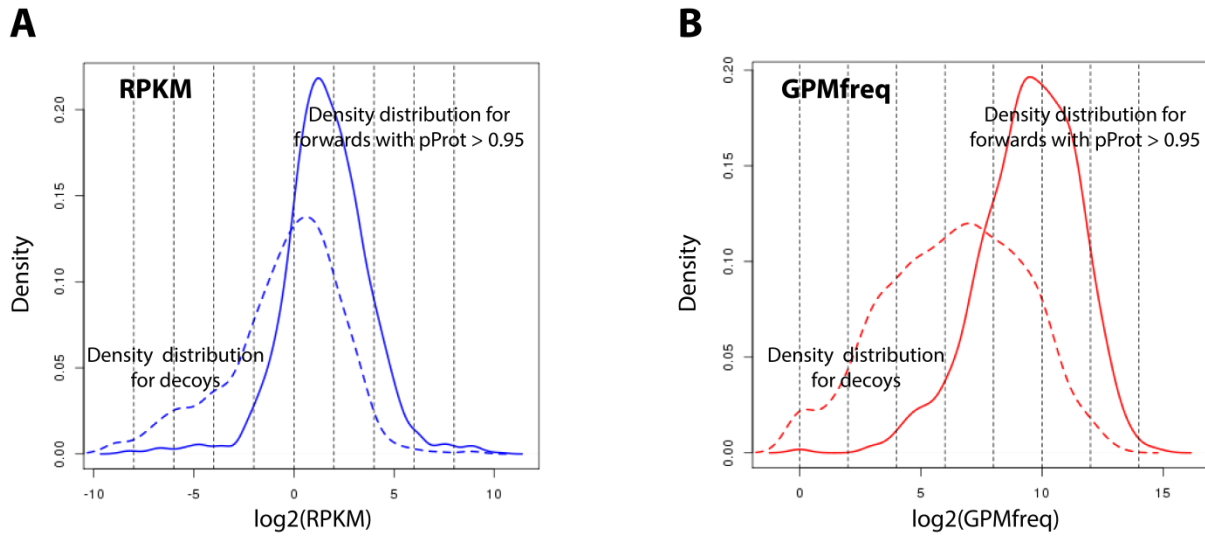 A
RPKM
Density distribution for
forwards with pProt > 0.95
Density distribution
for decoys
Density
0.00
0.05
0.10
0.15
0.20
-10
-5
0
5
10
log2(RPKM)
B
GPMfreq
Density distribution for
forwards with pProt > 0.95
Density distribution
for decoys
Density
0.00
0.05
0.10
0.15
0.20
0
5
10
15
log2(GPMfreq)